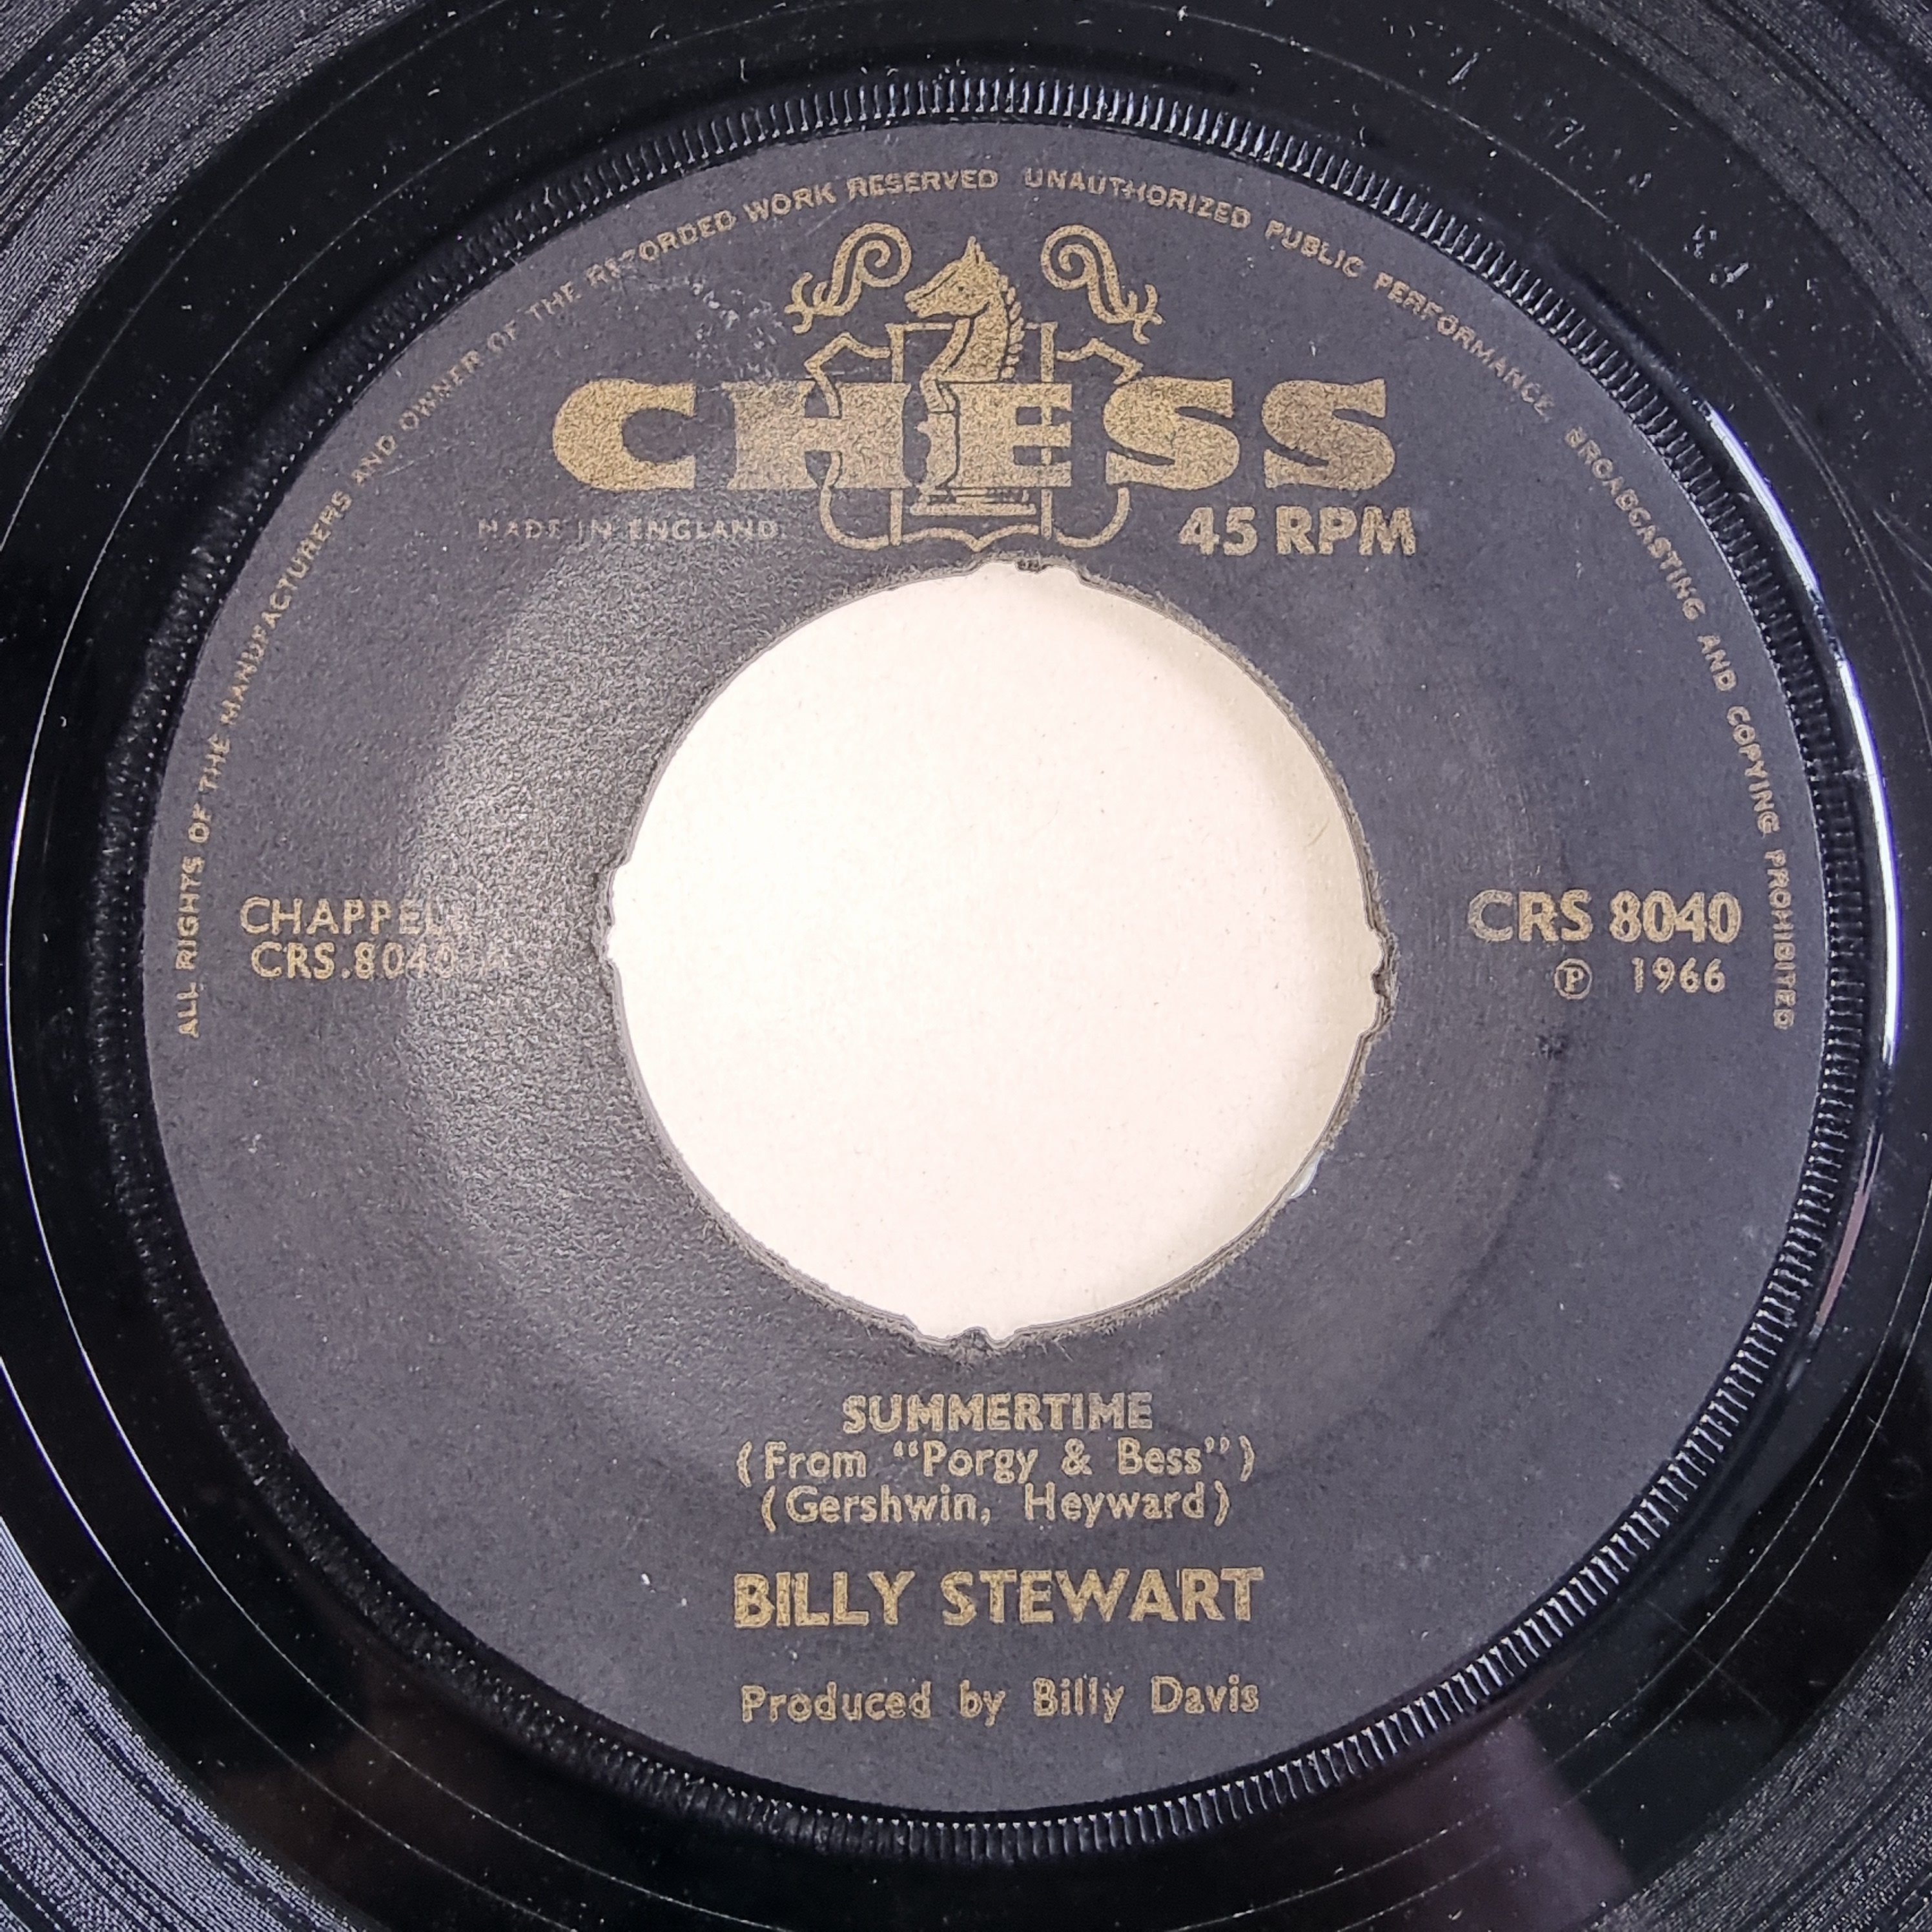 ALL RIGHTS OF THE MANUFACTURERS AND OWNER OF THE RECORDED WORK RESERVED UNAUTHORIZED PUBLIC PERFORMANCE BROADCASTING AND COPYING PROHIBITED
CHESS
MADE IN ENGLAND.
45 RPM
CHAPPELL
CRS.8040-A
CRS 8040
℗ 1966
SUMMERTIME
(From “Porgy & Bess”)
(Gershwin, Heyward)
BILLY STEWART
Produced by Billy Davis